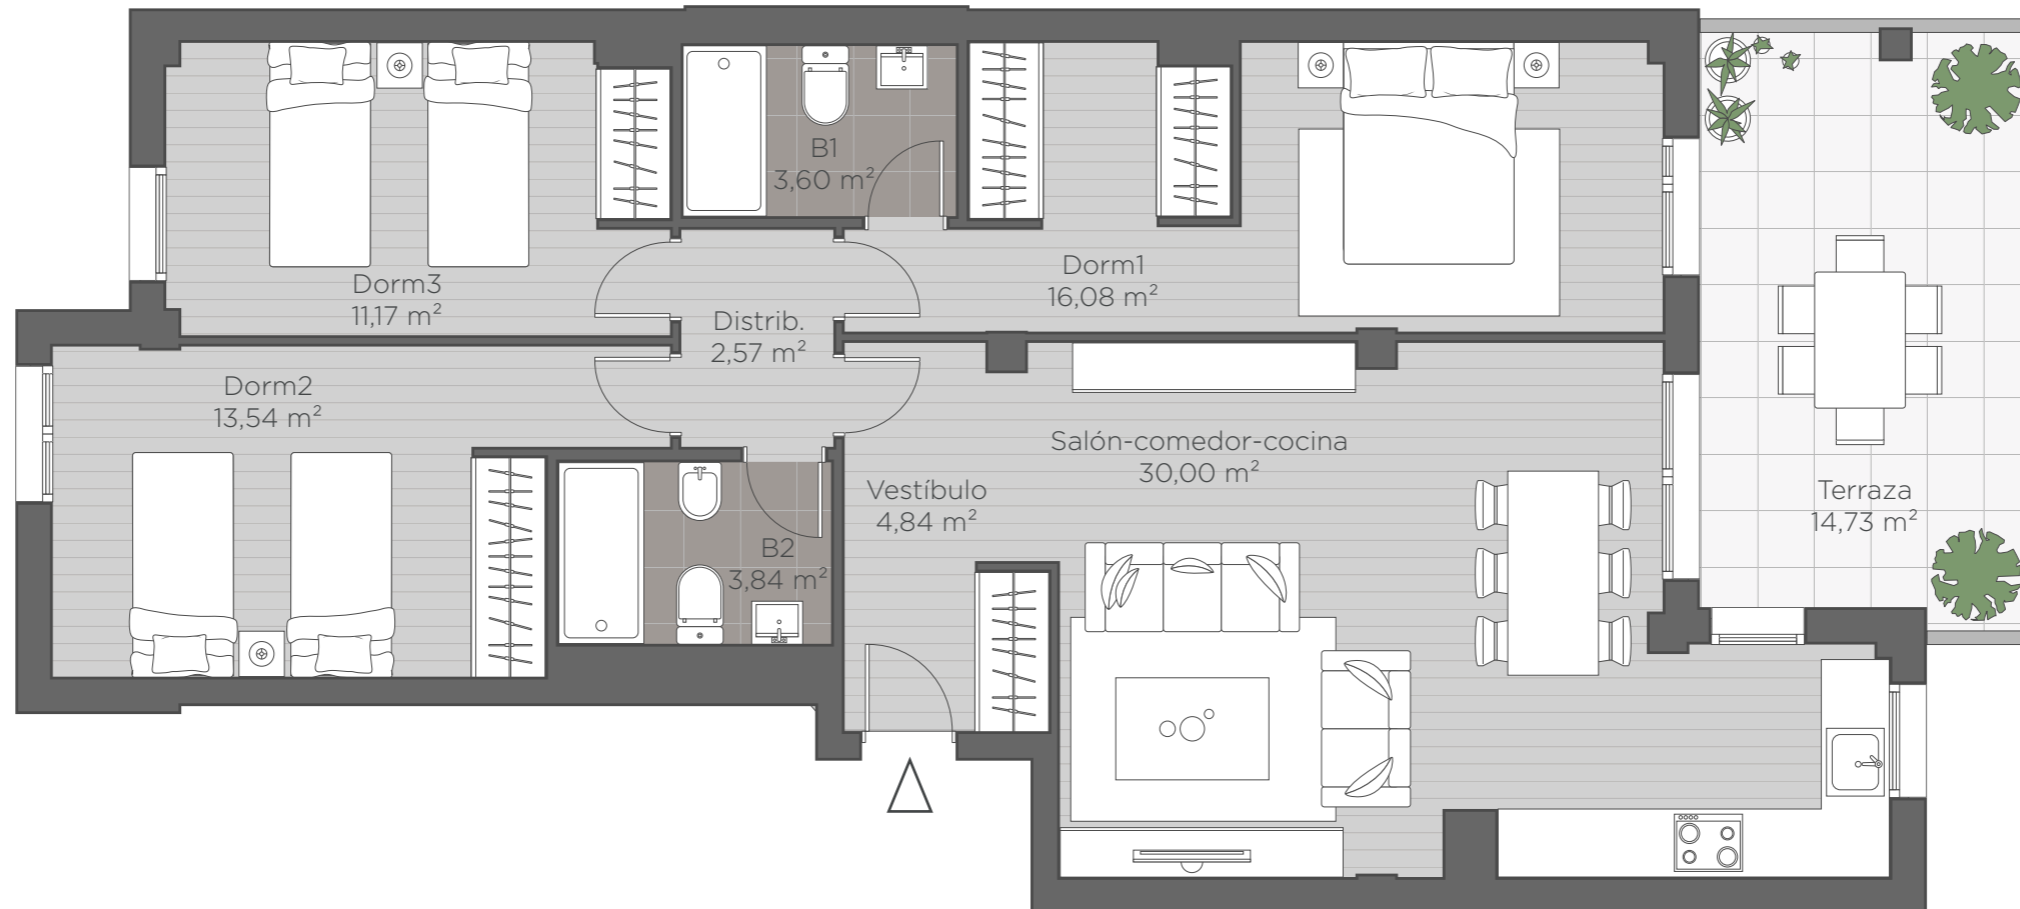 B1
3,60 m²
Dorm3
11,17 m²
Dorm1
16,08 m²
Distrib.
2,57 m²
Dorm2
13,54 m²
Salón-comedor-cocina
30,00 m²
Vestíbulo
4,84 m²
Terraza
14,73 m²
B2
3,84 m²